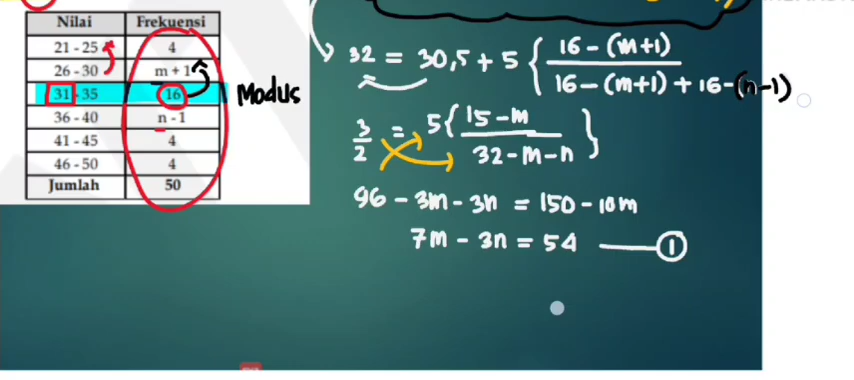 Nilai Frekuensi
21 - 25 4
26 - 30 m + 1
31 - 35 16 Modus
36 - 40 n - 1
41 - 45 4
46 - 50 4
Jumlah 50
32 = 30,5 + 5 { 16 - (m+1)
16 - (m+1) + 16 - (n-1)
3/2 = 5 { 15 - m
32 - m - n }
96 - 3m - 3n = 150 - 10m
7m - 3n = 54 ——— 1